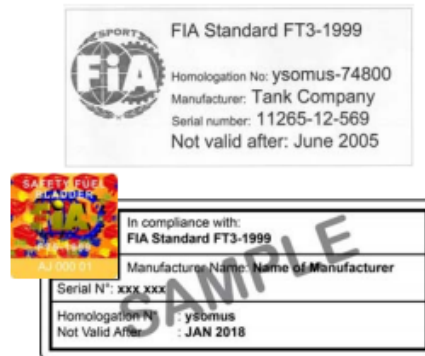 SPORT
FIA
FIA Standard FT3-1999
Homologation No: ysomus-74800
Manufacturer: Tank Company
Serial number: 11265-12-569
Not valid after: June 2005
SAFETY FUEL
BLADDER
FIA
AJ 000 01
In compliance with:
FIA Standard FT3-1999
Manufacturer Name: Name of Manufacturer
Serial N°: xxx xxx
Homologation N° : ysomus
Not Valid After : JAN 2018
SAMPLE